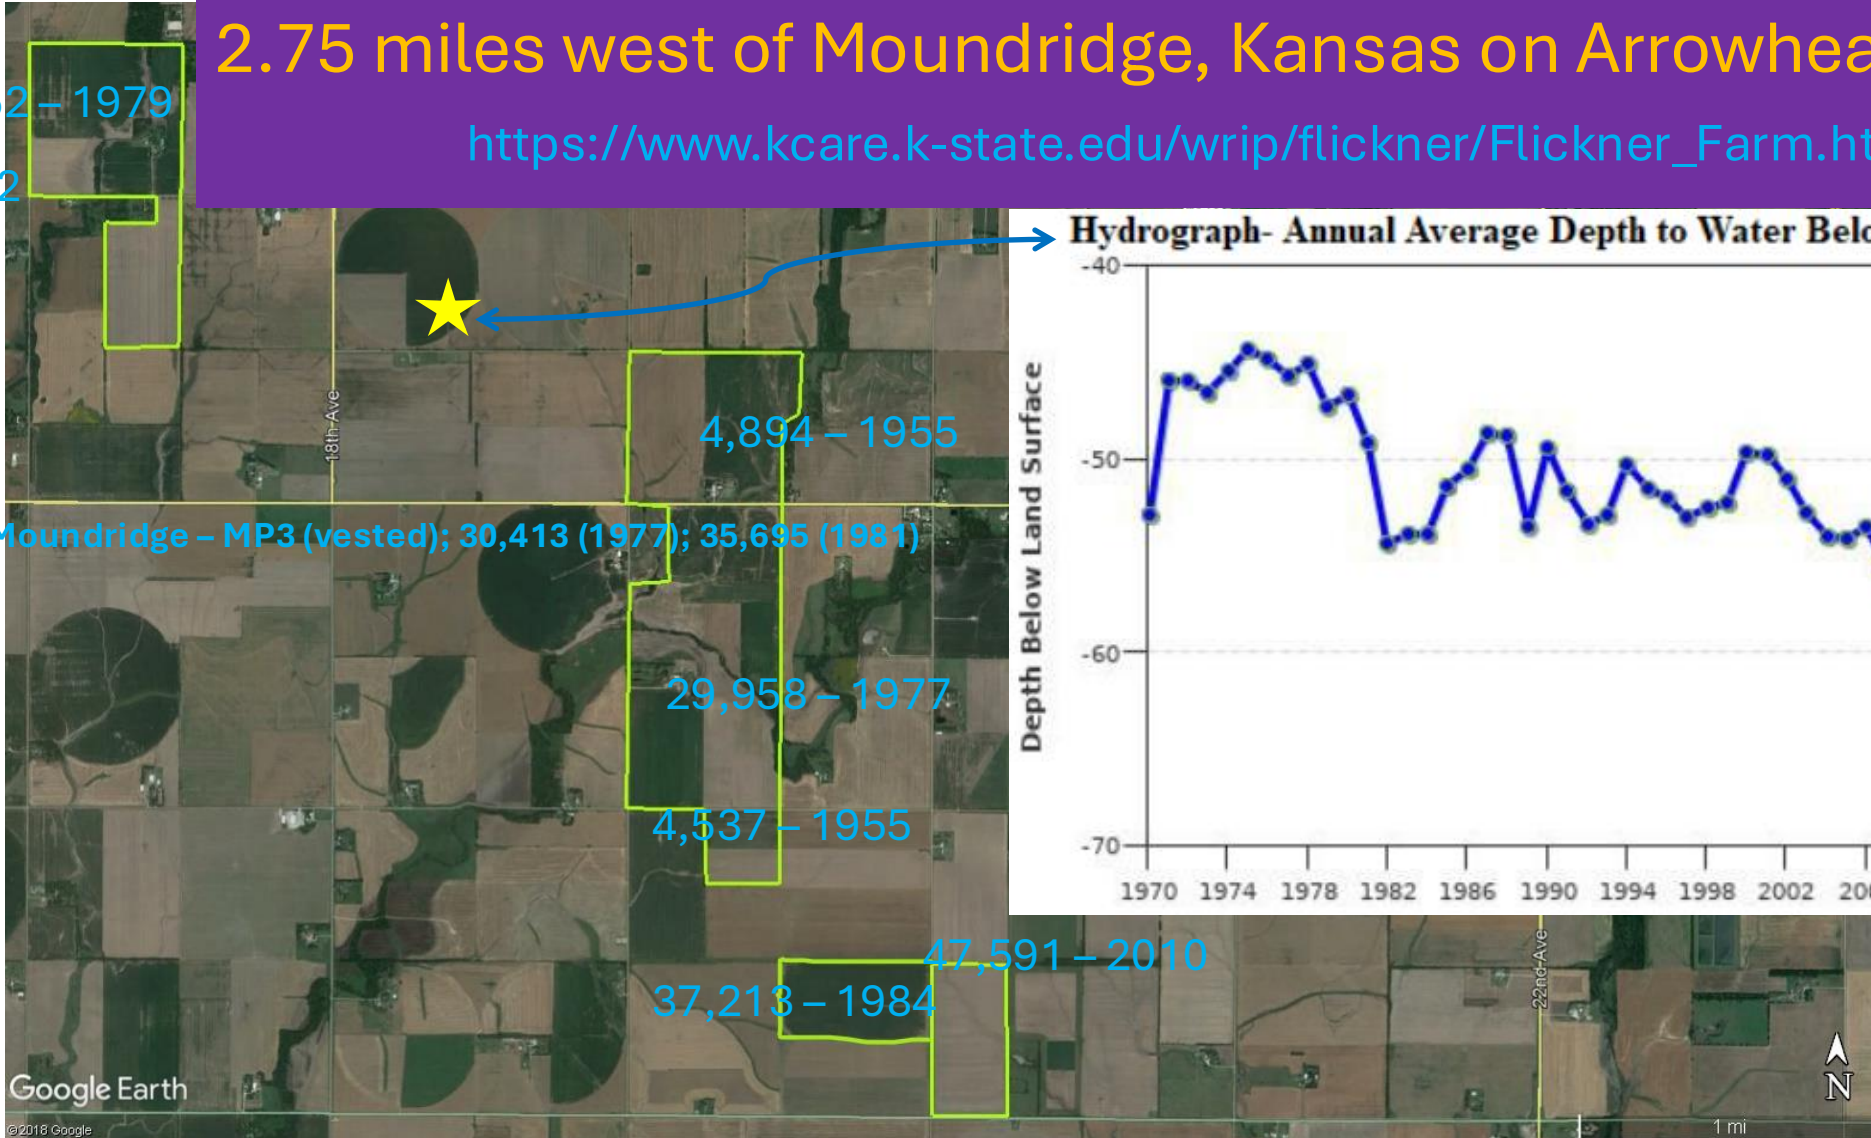 2.75 miles west of Moundridge, Kansas on Arrowhea
https://www.kcare.k-state.edu/wrip/flickner/Flickner_Farm.ht
2 – 1979
2
Hydrograph- Annual Average Depth to Water Belo
-40
-50
-60
-70
Depth Below Land Surface
1970 1974 1978 1982 1986 1990 1994 1998 2002 200
18th Ave
4,894 – 1955
Moundridge – MP3 (vested); 30,413 (1977); 35,695 (1981)
29,958 – 1977
4,537 – 1955
47,591 – 2010
37,213 – 1984
22nd Ave
N
Google Earth
©2018 Google
1 mi